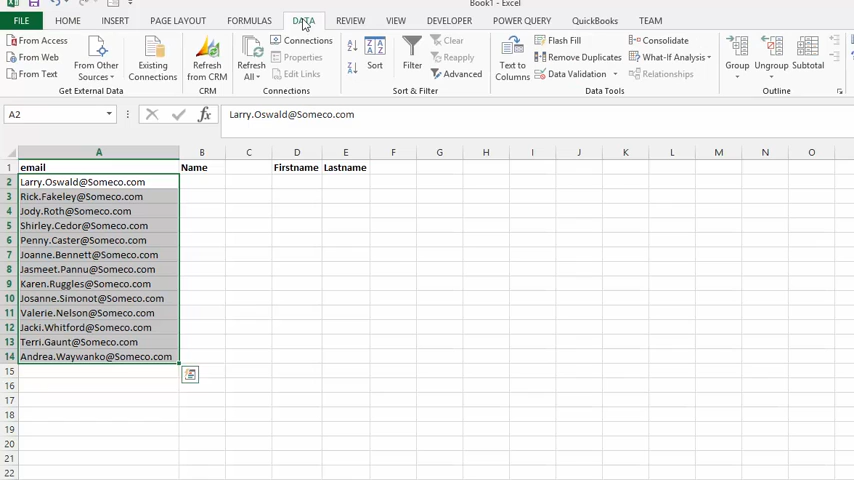 Book1 - Excel
FILE HOME INSERT PAGE LAYOUT FORMULAS DATA REVIEW VIEW DEVELOPER POWER QUERY QuickBooks TEAM
From Access
From Web
From Text
From Other Sources
Existing Connections
Get External Data
Refresh from CRM
CRM
Refresh All
Connections
Properties
Edit Links
Connections
Sort
Filter
Clear
Reapply
Advanced
Sort & Filter
Text to Columns
Flash Fill
Remove Duplicates
Data Validation
Consolidate
What-If Analysis
Relationships
Data Tools
Group
Ungroup
Subtotal
Outline
A2 fx Larry.Oswald@Someco.com
A B C D E F G H I J K L M N O
1 email Name Firstname Lastname
2 Larry.Oswald@Someco.com
3 Rick.Fakeley@Someco.com
4 Jody.Roth@Someco.com
5 Shirley.Cedor@Someco.com
6 Penny.Caster@Someco.com
7 Joanne.Bennett@Someco.com
8 Jasmeet.Pannu@Someco.com
9 Karen.Ruggles@Someco.com
10 Josanne.Simonot@Someco.com
11 Valerie.Nelson@Someco.com
12 Jacki.Whitford@Someco.com
13 Terri.Gaunt@Someco.com
14 Andrea.Waywanko@Someco.com
15
16
17
18
19
20
21
22